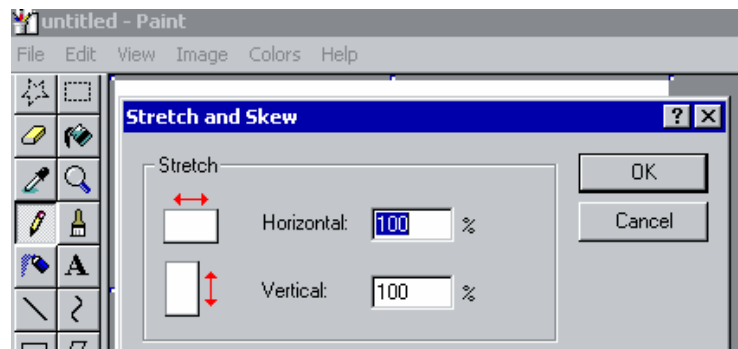 untitled - Paint
File Edit View Image Colors Help
Stretch and Skew ? X
Stretch
OK
Horizontal: 100 %
Cancel
A
Vertical: 100 %